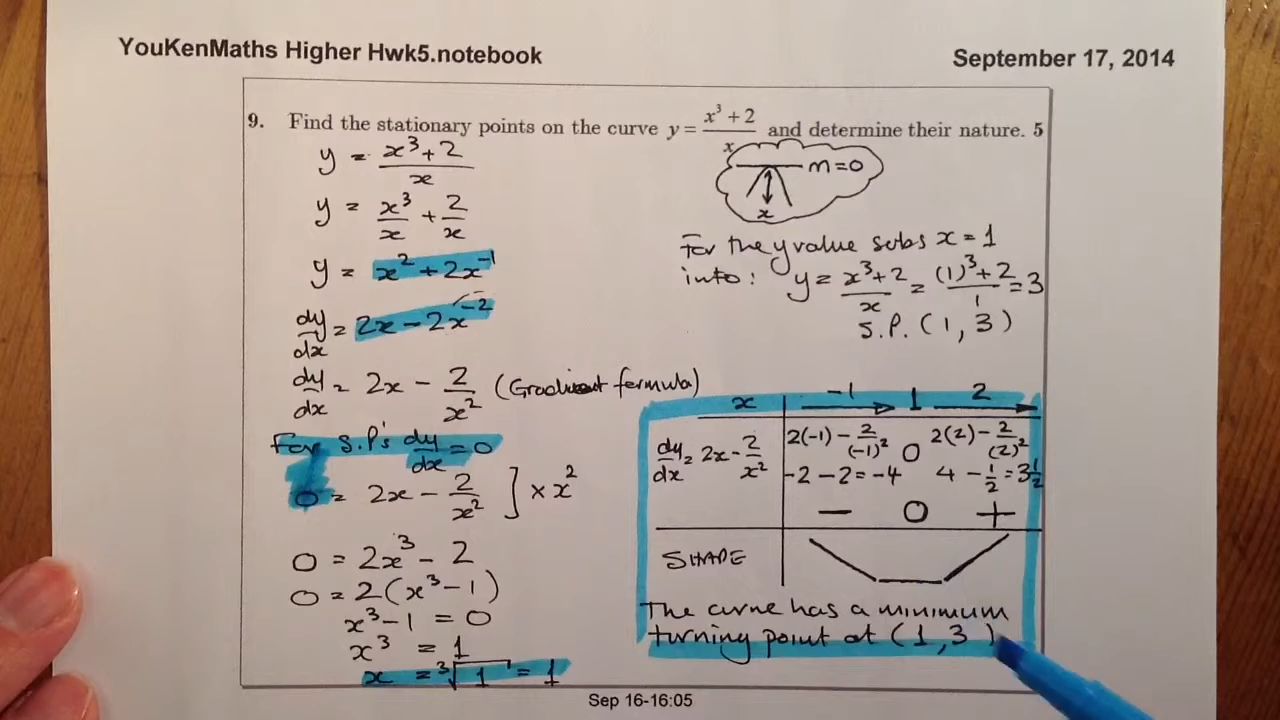 YouKenMaths Higher Hwk5.notebook
September 17, 2014
9. Find the stationary points on the curve y = x³ + 2 / x and determine their nature. 5
y = x³+2 / x
y = x³/x + 2/x
y = x² + 2x⁻¹
dy/dx = 2x - 2x⁻²
dy/dx = 2x - 2/x² (Gradient formula)
For S.P's dy/dx = 0
0 = 2x - 2/x² ] × x²
0 = 2x³ - 2
0 = 2(x³ - 1)
x³ - 1 = 0
x³ = 1
x = ³√1 = 1
m = 0
x
For the y value subs x = 1
into: y = x³+2 / x = (1)³+2 / 1 = 3
S.P. (1, 3)
x -1 → 1 2 →
dy/dx = 2x - 2/x² 2(-1) - 2/(-1)² 0 2(2) - 2/(2)²
-2 - 2 = -4 4 - 1/2 = 3 1/2
- 0 +
SHAPE
The curve has a minimum
turning point at (1, 3)
Sep 16-16:05